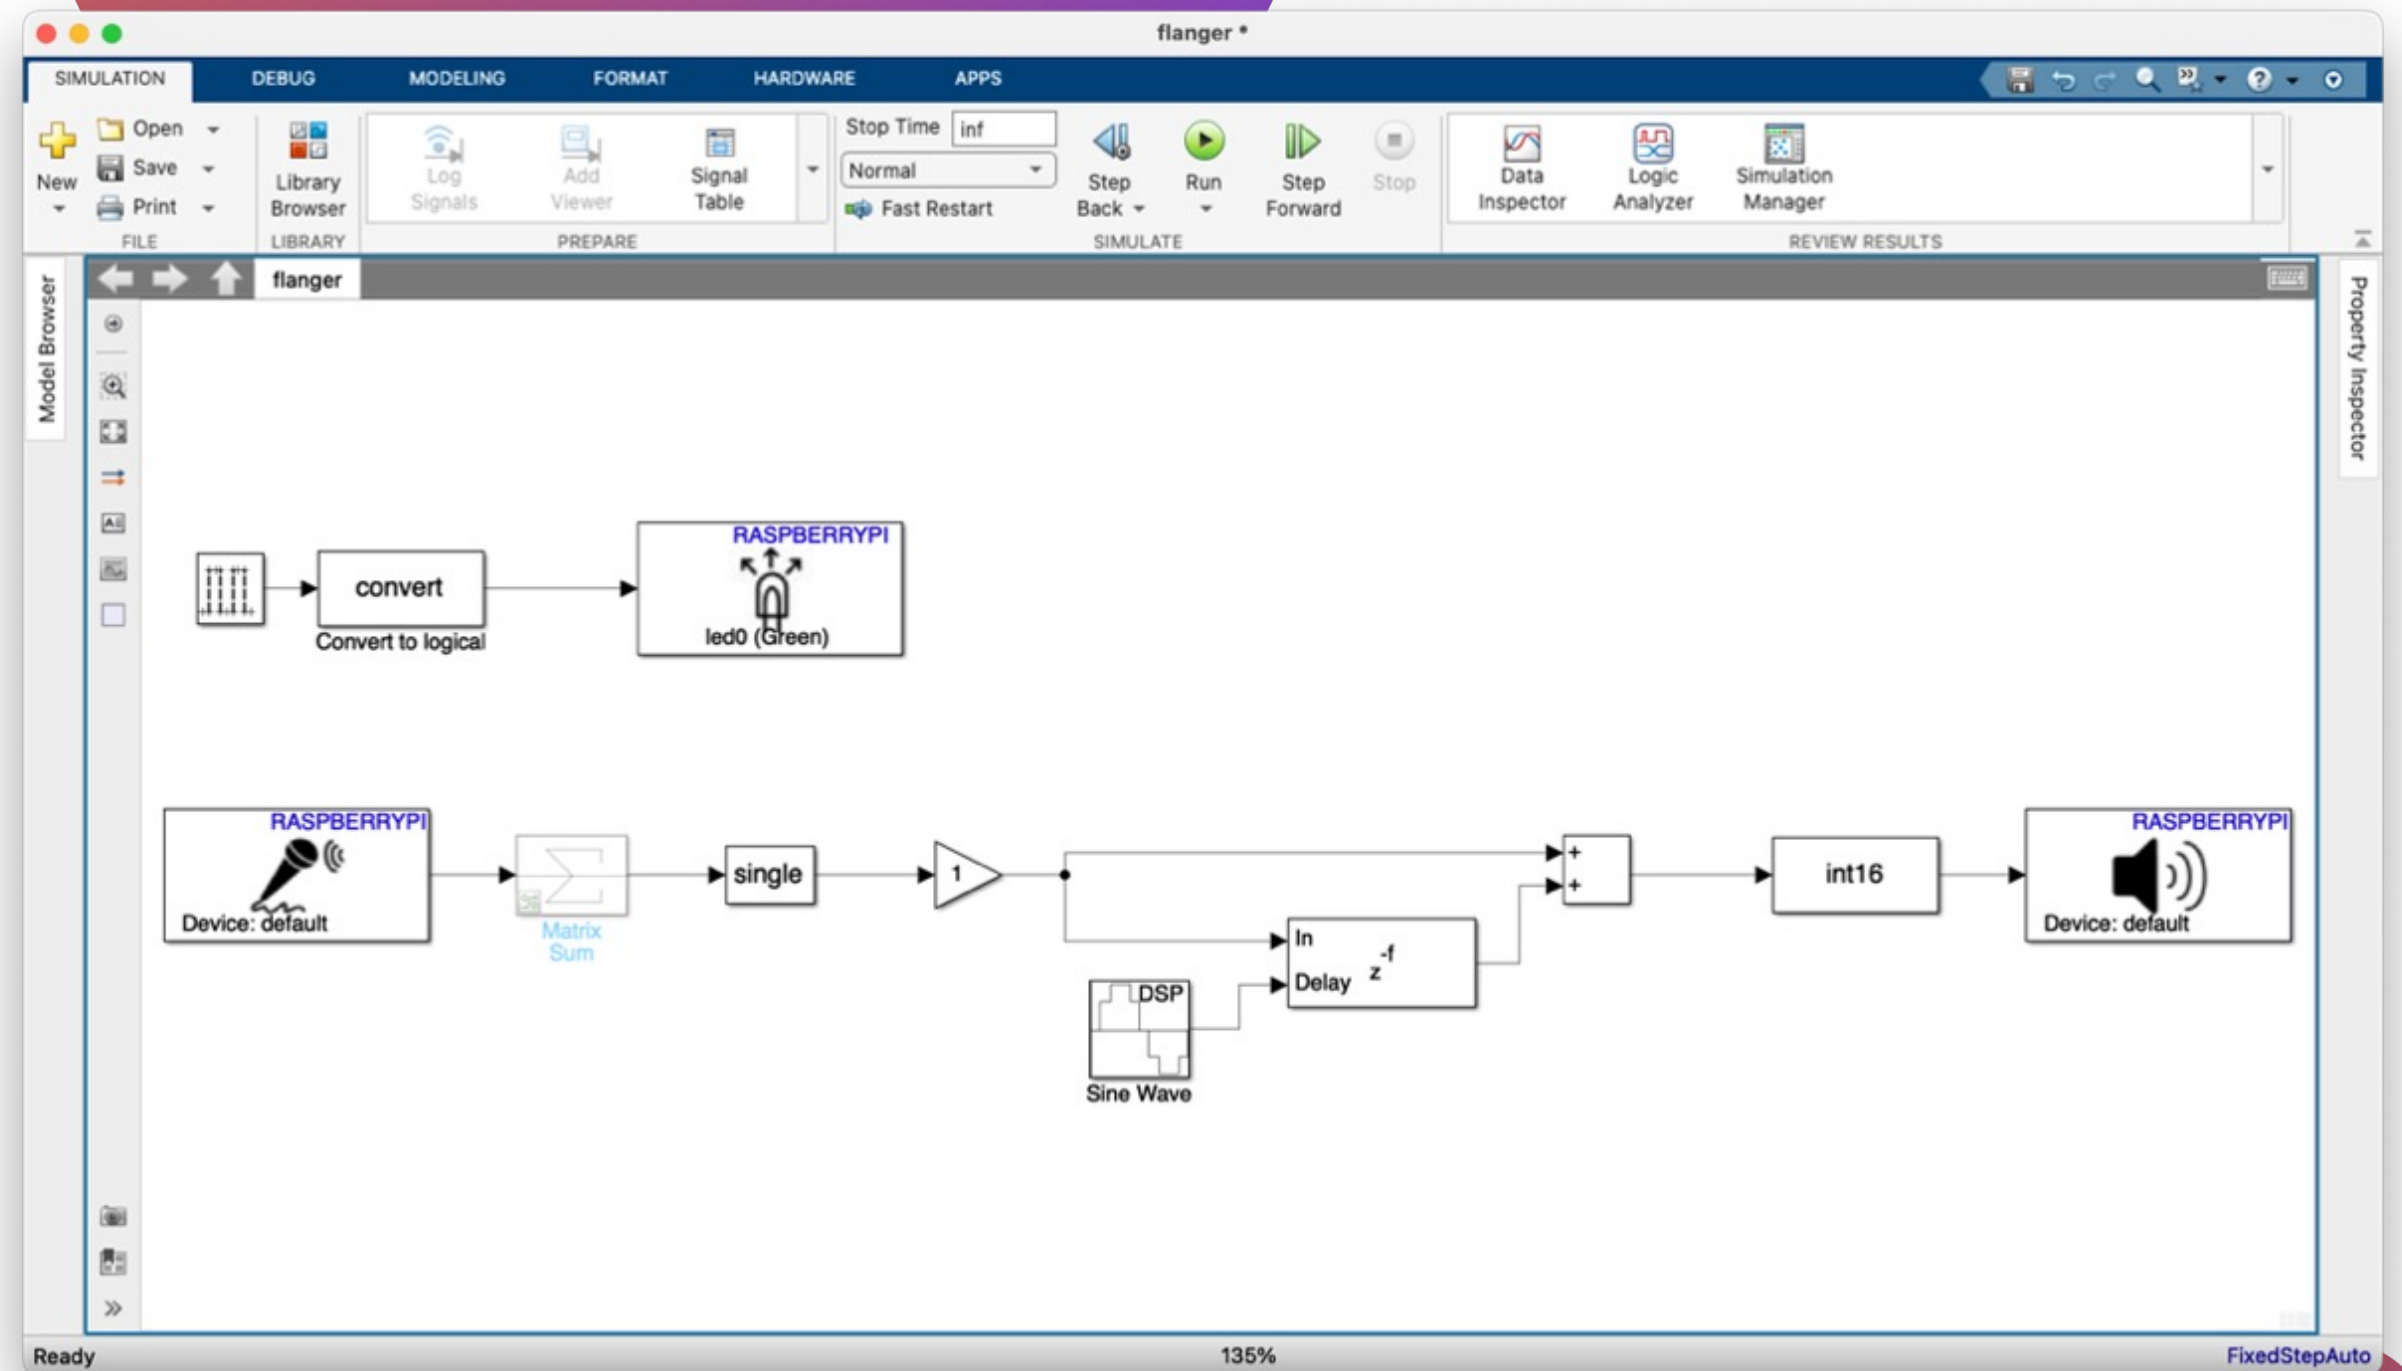 flanger *
SIMULATION DEBUG MODELING FORMAT HARDWARE APPS
New
Open
Save
Print
FILE
Library
Browser
LIBRARY
Log
Signals
Add
Viewer
Signal
Table
PREPARE
Stop Time inf
Normal
Fast Restart
Step
Back
Run
Step
Forward
Stop
SIMULATE
Data
Inspector
Logic
Analyzer
Simulation
Manager
REVIEW RESULTS
Model Browser
flanger
Property Inspector
convert
Convert to logical
RASPBERRYPI
led0 (Green)
RASPBERRYPI
Device: default
Matrix
Sum
single
1
+
+
In
Delay
z -f
DSP
Sine Wave
int16
RASPBERRYPI
Device: default
Ready 135% FixedStepAuto